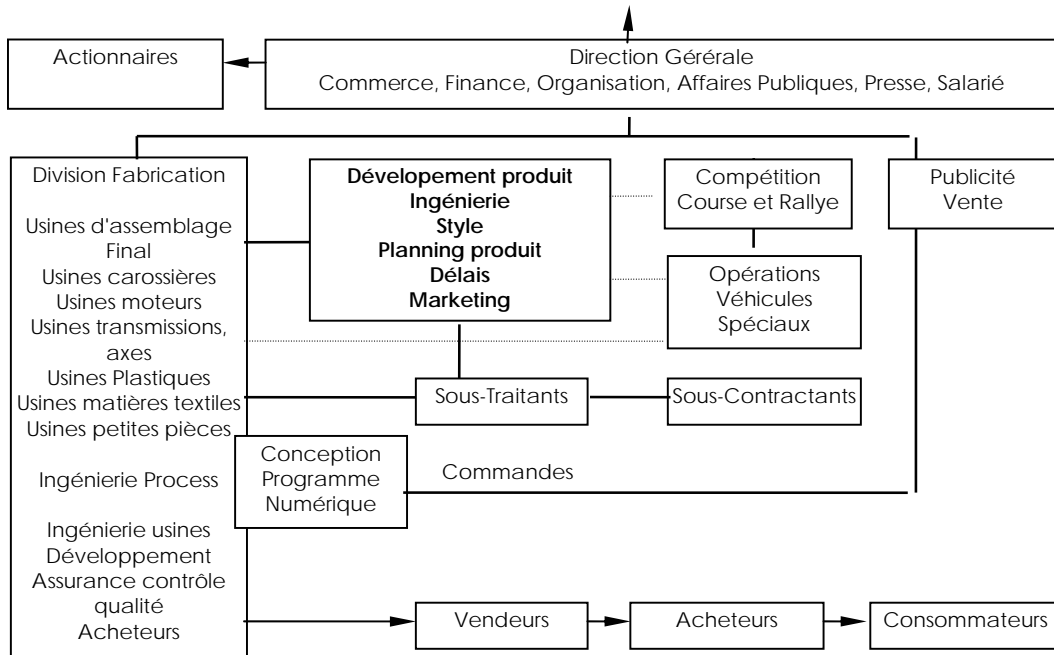 Actionnaires
Direction Gérérale
Commerce, Finance, Organisation, Affaires Publiques, Presse, Salarié
Division Fabrication
Usines d'assemblage
Final
Usines carossières
Usines moteurs
Usines transmissions,
axes
Usines Plastiques
Usines matières textiles
Usines petites pièces
Ingénierie Process
Ingénierie usines
Développement
Assurance contrôle
qualité
Acheteurs
Dévelopement produit
Ingénierie
Style
Planning produit
Délais
Marketing
Compétition
Course et Rallye
Publicité
Vente
Opérations
Véhicules
Spéciaux
Sous-Traitants
Sous-Contractants
Conception
Programme
Numérique
Commandes
Vendeurs
Acheteurs
Consommateurs